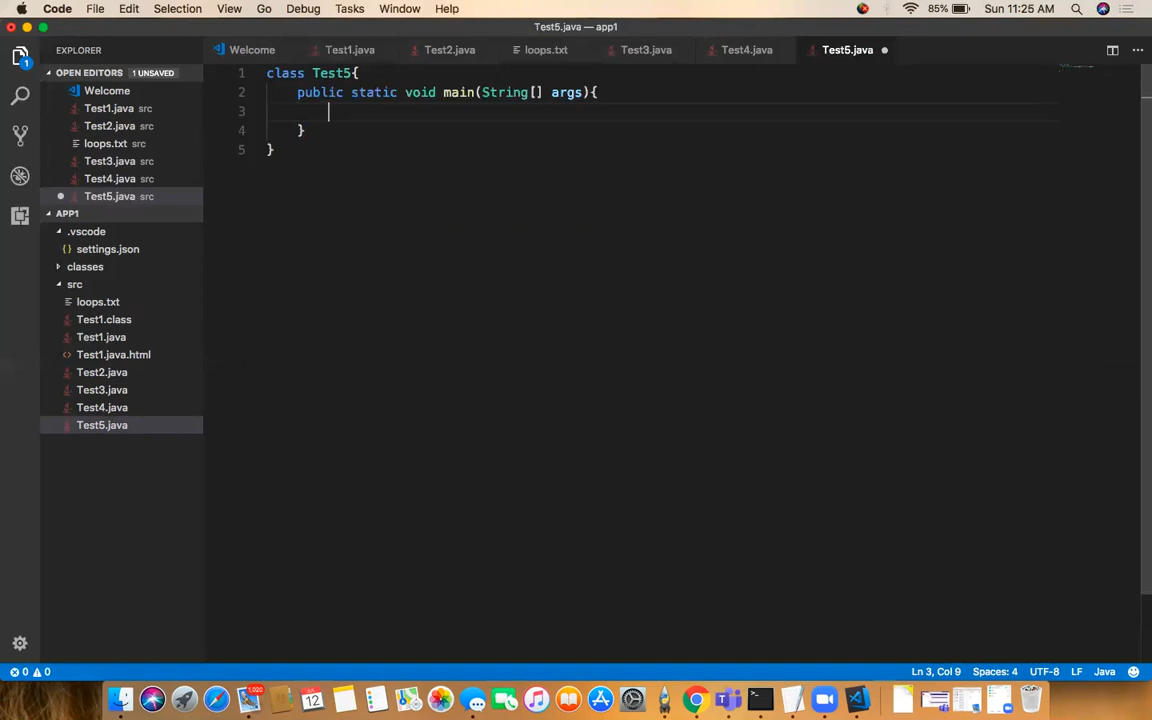 Code File Edit Selection View Go Debug Tasks Window Help 85% Sun 11:25 AM
Test5.java — app1
EXPLORER
Welcome Test1.java Test2.java loops.txt Test3.java Test4.java Test5.java
OPEN EDITORS 1 UNSAVED
Welcome
Test1.java src
Test2.java src
loops.txt src
Test3.java src
Test4.java src
Test5.java src
APP1
.vscode
{} settings.json
classes
src
loops.txt
Test1.class
Test1.java
<> Test1.java.html
Test2.java
Test3.java
Test4.java
Test5.java
1
1 class Test5{
2 public static void main(String[] args){
3
4 }
5 }
0 0 Ln 3, Col 9 Spaces: 4 UTF-8 LF Java
1,020
12